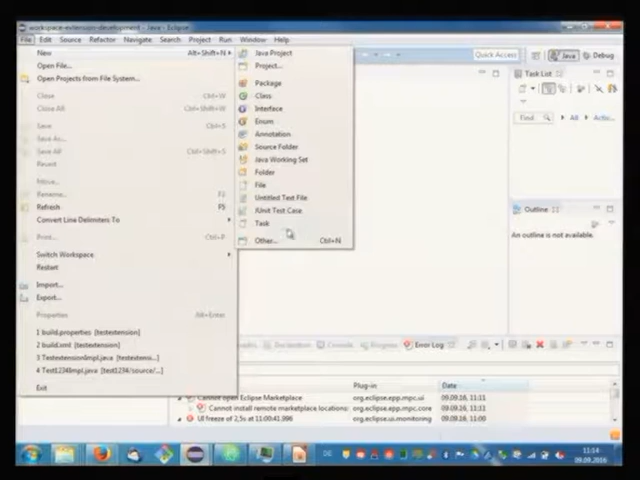 workspace-extension-development - Java - Eclipse
File Edit Source Refactor Navigate Search Project Run Window Help
Quick Access
Java
Debug
New Alt+Shift+N
Open File...
Open Projects from File System...
Close Ctrl+W
Close All Ctrl+Shift+W
Save Ctrl+S
Save As...
Save All Ctrl+Shift+S
Revert
Move...
Rename... F2
Refresh F5
Convert Line Delimiters To
Print... Ctrl+P
Switch Workspace
Restart
Import...
Export...
Properties Alt+Enter
1 build.properties [testextension]
2 build.xml [testextension]
3 TestextensionImpl.java [testextensi...]
4 Test1234Impl.java [test1234/source/...]
Exit
Java Project
Project...
Package
Class
Interface
Enum
Annotation
Source Folder
Java Working Set
Folder
File
Untitled Text File
JUnit Test Case
Task
Other... Ctrl+N
Task List
Find
All
Activ...
Outline
An outline is not available.
Declaration
Console
Progress
Error Log
Plug-in
Date
Cannot open Eclipse Marketplace org.eclipse.epp.mpc.ui 09.09.16, 11:11
Cannot install remote marketplace locations: org.eclipse.epp.mpc.core 09.09.16, 11:11
UI freeze of 2,5s at 11:00:41.996 org.eclipse.ui.monitoring 09.09.16, 11:00
DE
11:14
09.09.2016